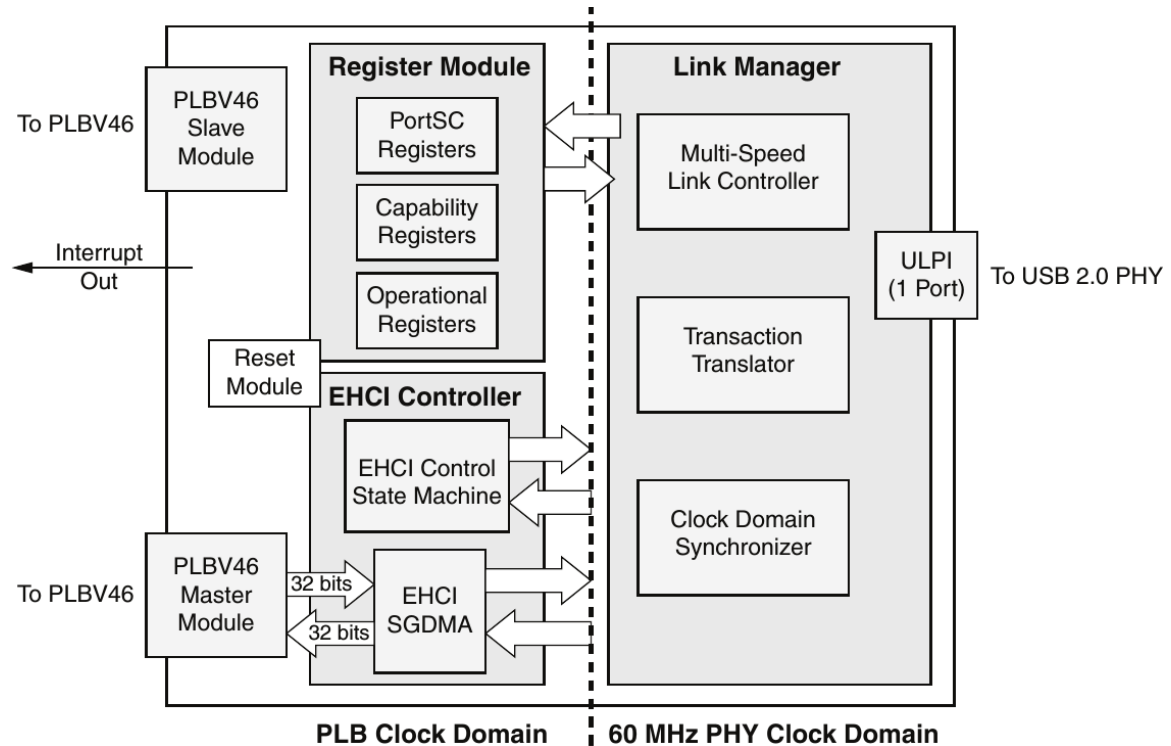 Register Module
PortSC
Registers
Capability
Registers
Operational
Registers
Link Manager
Multi-Speed
Link Controller
Transaction
Translator
Clock Domain
Synchronizer
To PLBV46
PLBV46
Slave
Module
Interrupt
Out
ULPI
(1 Port)
To USB 2.0 PHY
Reset
Module
EHCI Controller
EHCI Control
State Machine
To PLBV46
PLBV46
Master
Module
32 bits
32 bits
EHCI
SGDMA
PLB Clock Domain
60 MHz PHY Clock Domain